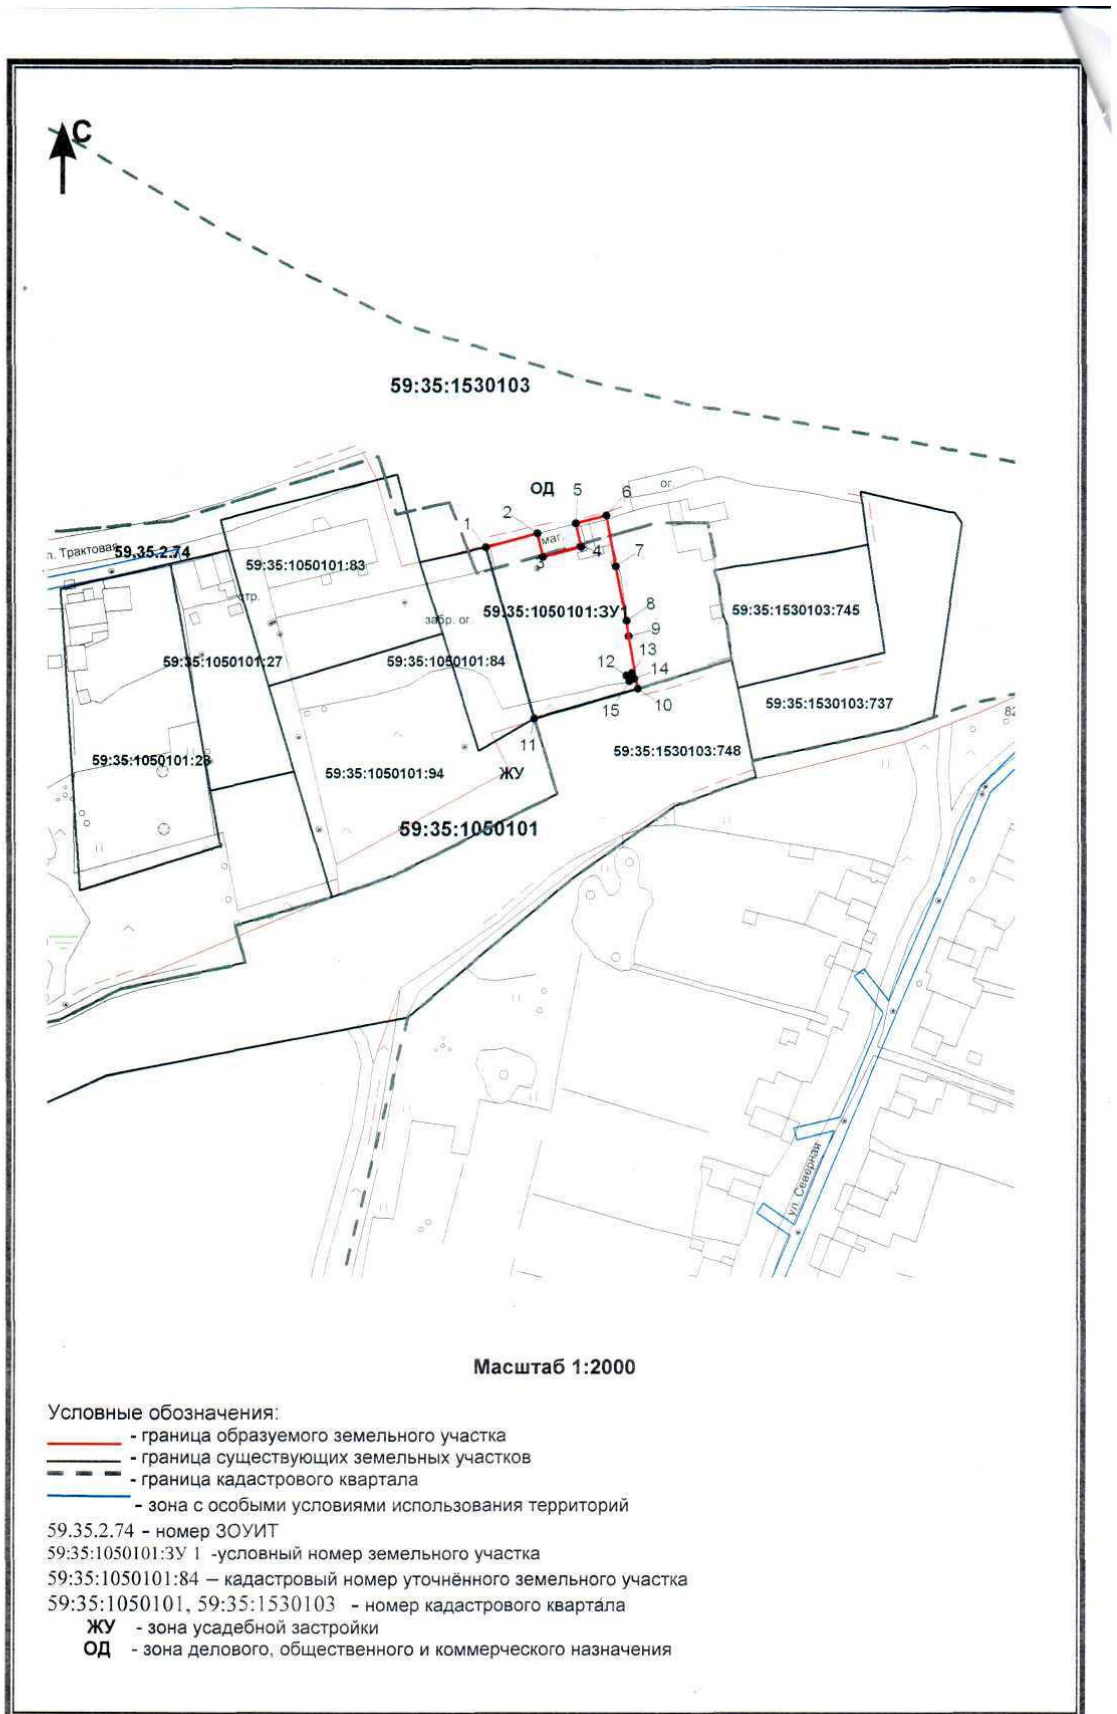 С
59:35:1530103
ОД
5
6
ог.
1
2
маг.
3
4
7
л. Трактовая
59.35.2.74
59:35:1050101:83
стр.
забр. ог.
59:35:1050101:ЗУ1
8
9
59:35:1530103:745
59:35:1050101:27
59:35:1050101:84
12
13
14
15
10
59:35:1530103:737
82
11
59:35:1530103:748
59:35:1050101:23
59:35:1050101:94
ЖУ
59:35:1050101
ул. Северная
Масштаб 1:2000
Условные обозначения:
- граница образуемого земельного участка
- граница существующих земельных участков
- граница кадастрового квартала
- зона с особыми условиями использования территорий
59.35.2.74 - номер ЗОУИТ
59:35:1050101:ЗУ 1 -условный номер земельного участка
59:35:1050101:84 – кадастровый номер уточнённого земельного участка
59:35:1050101, 59:35:1530103 - номер кадастрового квартала
ЖУ - зона усадебной застройки
ОД - зона делового, общественного и коммерческого назначения